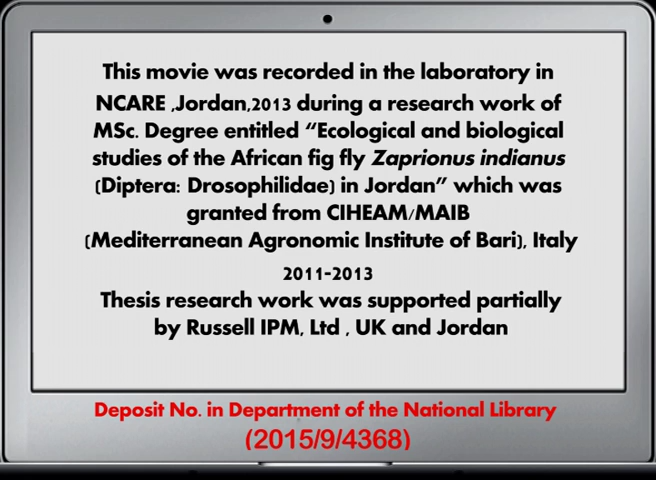 This movie was recorded in the laboratory in
NCARE ,Jordan,2013 during a research work of
MSc. Degree entitled “Ecological and biological
studies of the African fig fly Zaprionus indianus
(Diptera: Drosophilidae) in Jordan” which was
granted from CIHEAM/MAIB
(Mediterranean Agronomic Institute of Bari), Italy
2011-2013
Thesis research work was supported partially
by Russell IPM, Ltd , UK and Jordan
Deposit No. in Department of the National Library
(2015/9/4368)